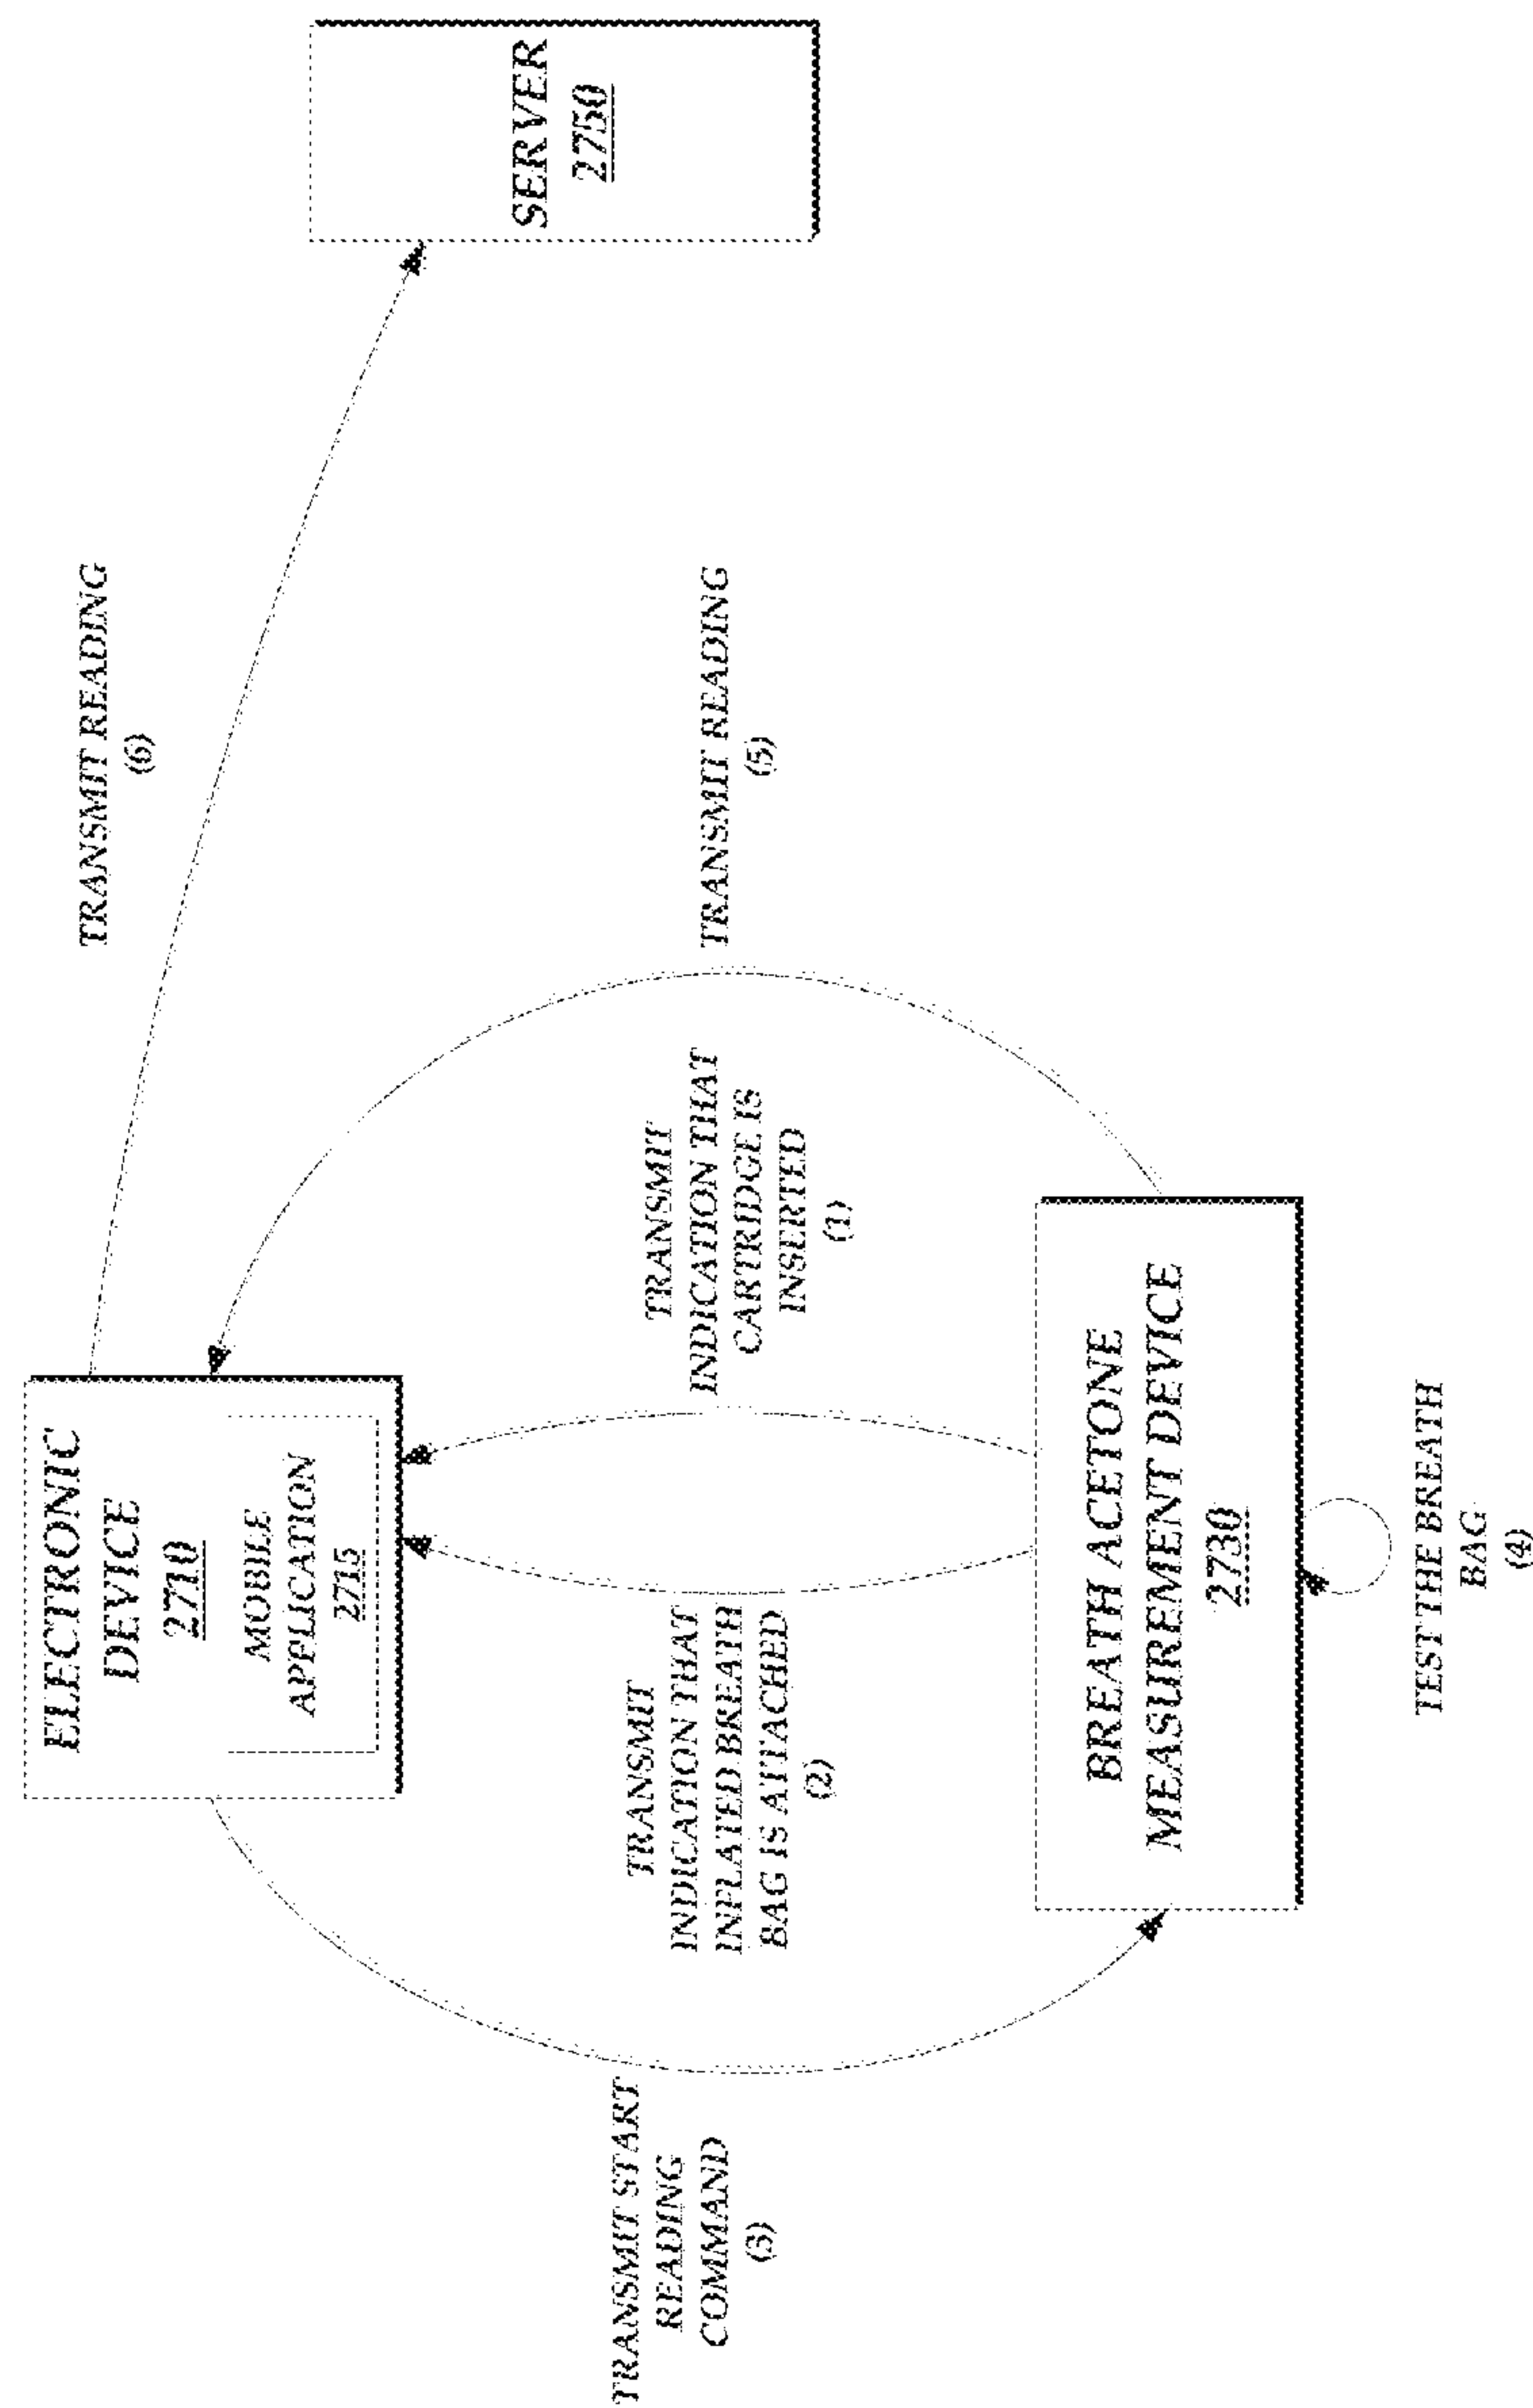 ELECTRONIC
DEVICE
2710
MOBILE
APPLICATION
2715
SERVER
2750
TRANSMIT READING
(6)
TRANSMIT START
READING
COMMAND
(3)
TRANSMIT
INDICATION THAT
INFLATED BREATH
BAG IS ATTACHED
(2)
TRANSMIT
INDICATION THAT
CARTRIDGE IS
INSERTED
(1)
TRANSMIT READING
(5)
BREATH ACETONE
MEASUREMENT DEVICE
2730
TEST THE BREATH
BAG
(4)